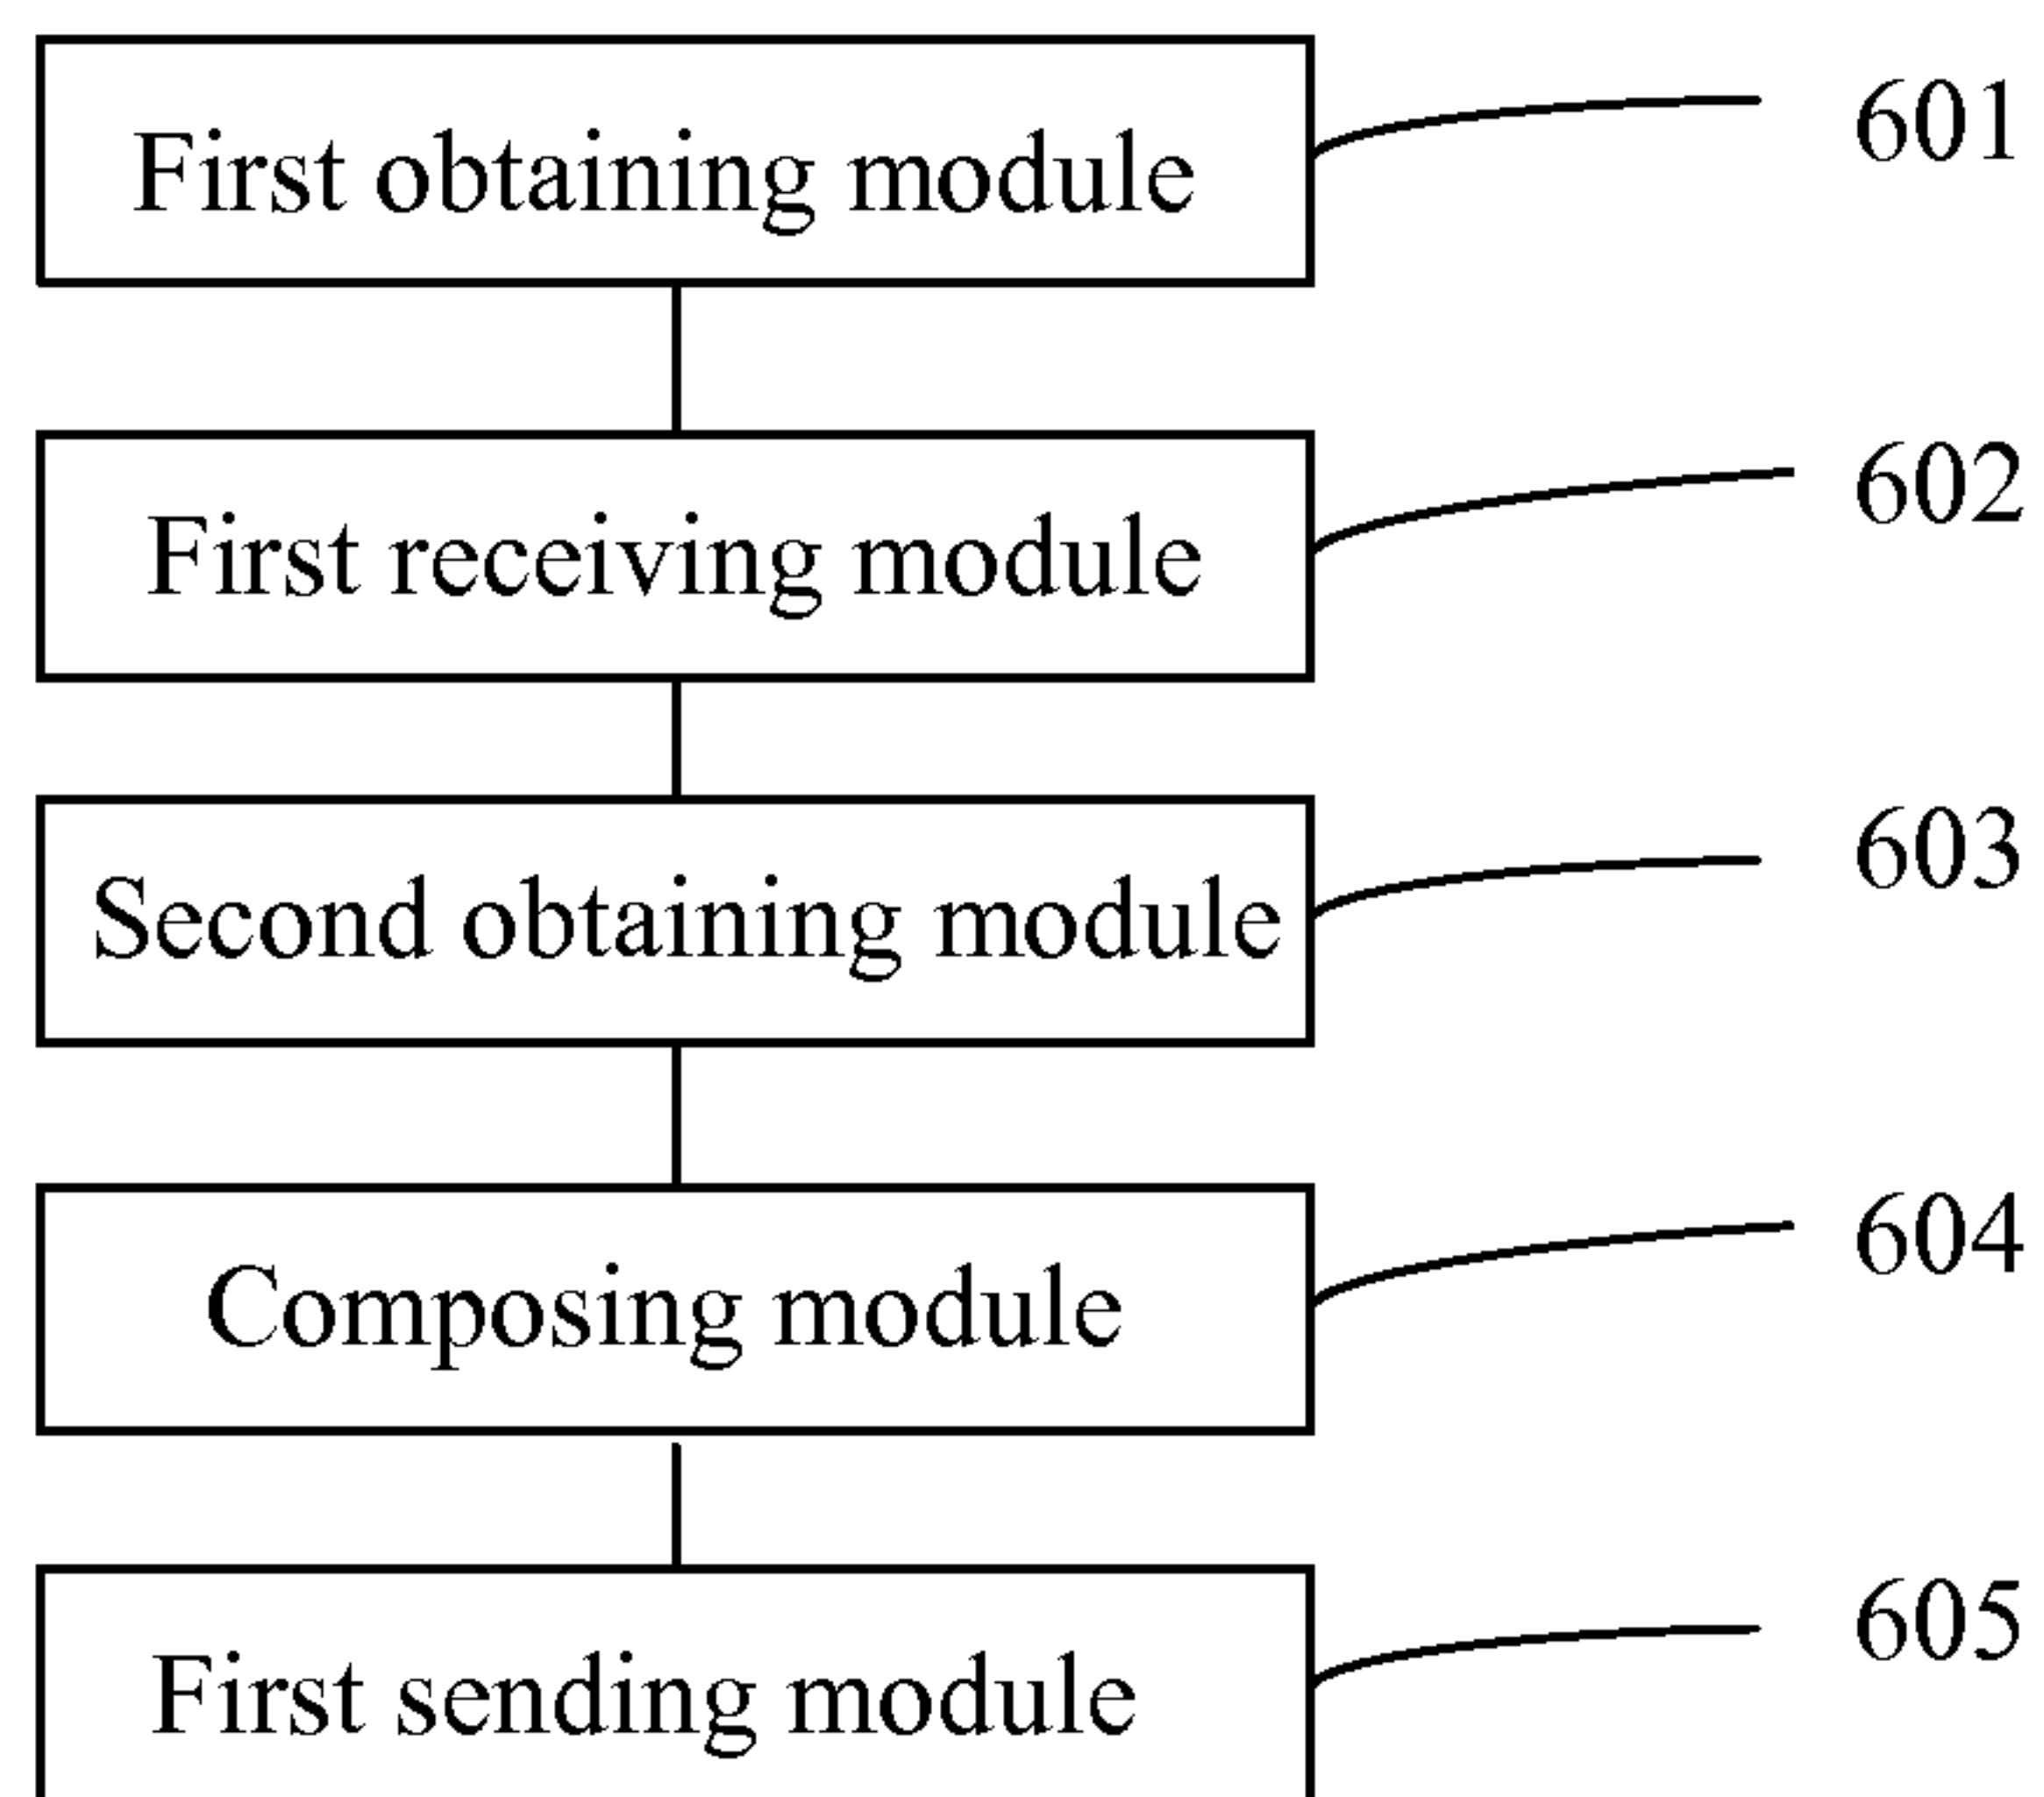 First obtaining module 601
First receiving module 602
Second obtaining module 603
Composing module 604
First sending module 605